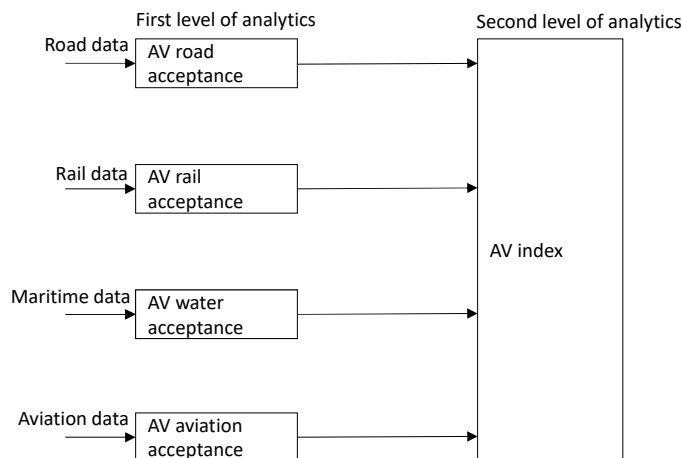 First level of analytics
Second level of analytics
Road data
AV road
acceptance
Rail data
AV rail
acceptance
AV index
Maritime data
AV water
acceptance
Aviation data
AV aviation
acceptance